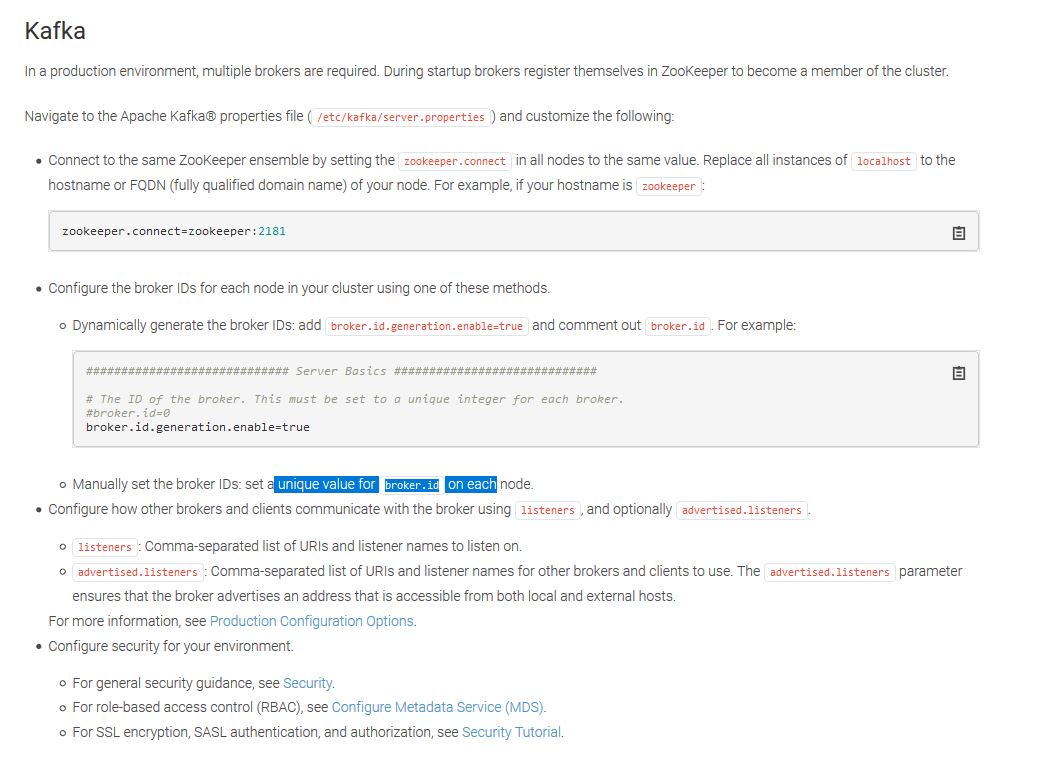 Kafka
In a production environment, multiple brokers are required. During startup brokers register themselves in ZooKeeper to become a member of the cluster.
Navigate to the Apache Kafka® properties file (/etc/kafka/server.properties) and customize the following:
• Connect to the same ZooKeeper ensemble by setting the zookeeper.connect in all nodes to the same value. Replace all instances of localhost to the
hostname or FQDN (fully qualified domain name) of your node. For example, if your hostname is zookeeper:
zookeeper.connect=zookeeper:2181
• Configure the broker IDs for each node in your cluster using one of these methods.
○ Dynamically generate the broker IDs: add broker.id.generation.enable=true and comment out broker.id. For example:
############################# Server Basics #############################
# The ID of the broker. This must be set to a unique integer for each broker.
#broker.id=0
broker.id.generation.enable=true
○ Manually set the broker IDs: set a unique value for broker.id on each node.
• Configure how other brokers and clients communicate with the broker using listeners, and optionally advertised.listeners.
○ listeners: Comma-separated list of URIs and listener names to listen on.
○ advertised.listeners: Comma-separated list of URIs and listener names for other brokers and clients to use. The advertised.listeners parameter
ensures that the broker advertises an address that is accessible from both local and external hosts.
For more information, see Production Configuration Options.
• Configure security for your environment.
○ For general security guidance, see Security.
○ For role-based access control (RBAC), see Configure Metadata Service (MDS).
○ For SSL encryption, SASL authentication, and authorization, see Security Tutorial.